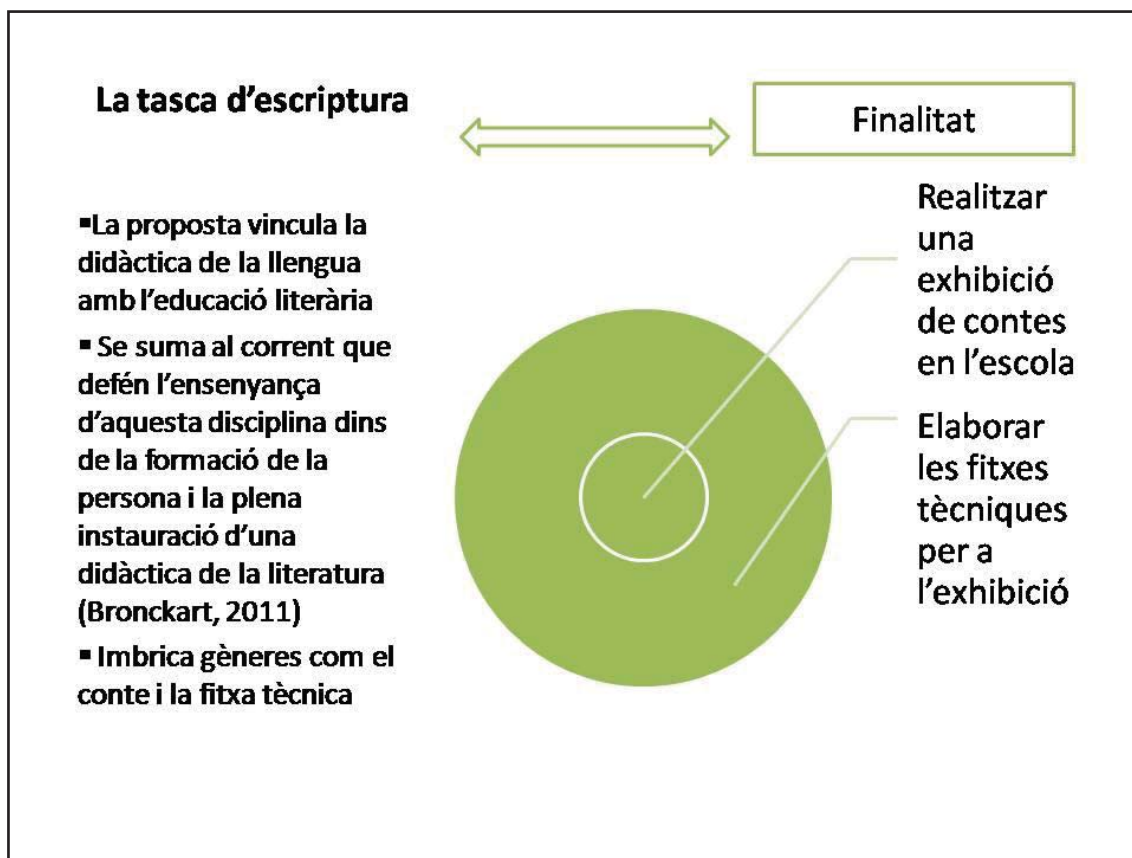 La tasca d’escriptura
▪La proposta vincula la
didàctica de la llengua
amb l’educació literària
▪ Se suma al corrent que
defén l’ensenyança
d’aquesta disciplina dins
de la formació de la
persona i la plena
instauració d’una
didàctica de la literatura
(Bronckart, 2011)
▪ Imbrica gèneres com el
conte i la fitxa tècnica
Finalitat
Realitzar
una
exhibició
de contes
en l’escola
Elaborar
les fitxes
tècniques
per a
l’exhibició